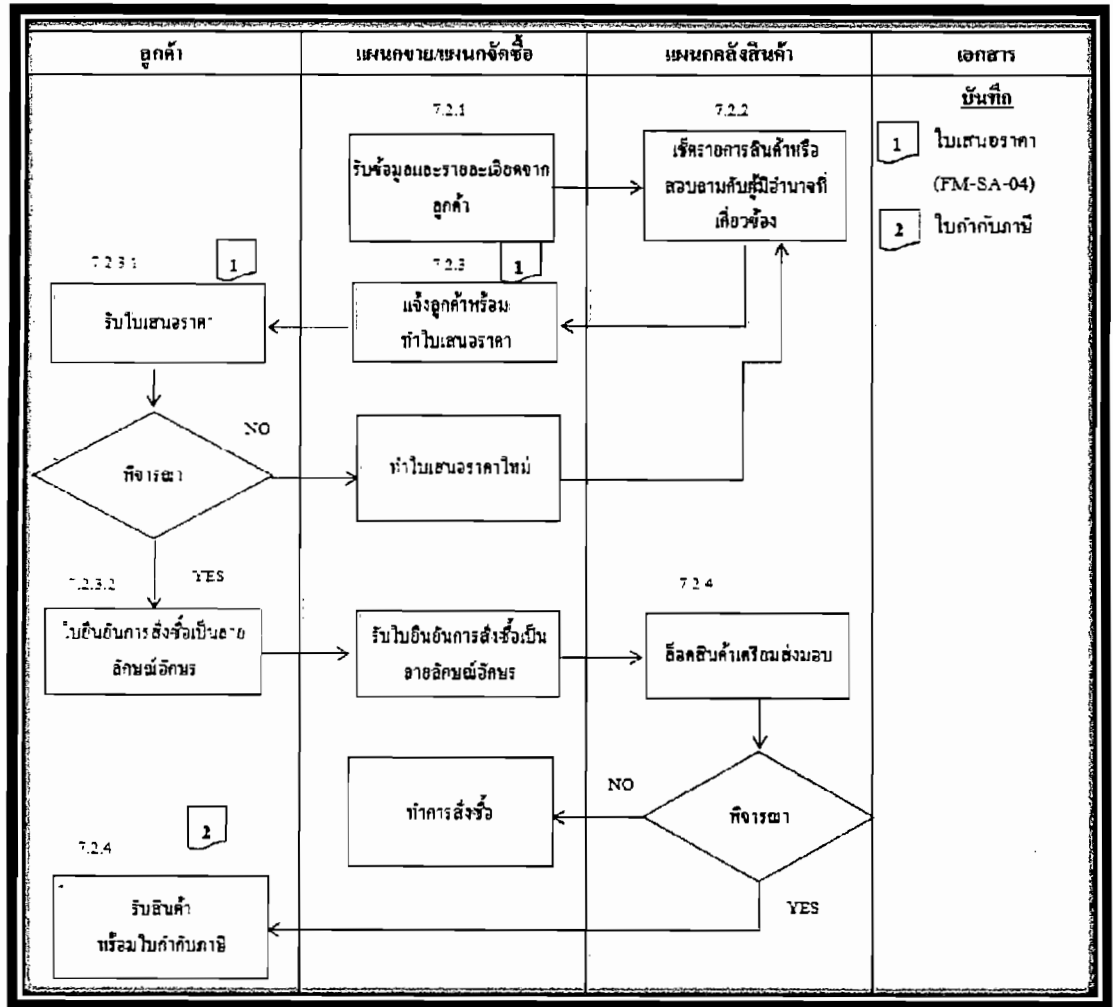 ลูกค้า
แผนกขาย/แผนกจัดซื้อ
แผนกคลังสินค้า
เอกสาร
7.2.1
รับข้อมูลและรายละเอียดจาก
ลูกค้า
7.2.2
เช็ครายการสินค้าหรือ
สอบถามกับผู้มีอำนาจที่
เกี่ยวข้อง
บันทึก
1
ใบเสนอราคา
(FM-SA-04)
2
ใบกำกับภาษี
7.2.3.1
1
รับใบเสนอราคา
7.2.3
1
แจ้งลูกค้าพร้อม
ทำใบเสนอราคา
พิจารณา
NO
ทำใบเสนอราคาใหม่
YES
7.2.3.2
ใบยืนยันการสั่งซื้อเป็นลาย
ลักษณ์อักษร
รับใบยืนยันการสั่งซื้อเป็น
ลายลักษณ์อักษร
7.2.4
ล็อคสินค้าเตรียมส่งมอบ
พิจารณา
NO
ทำการสั่งซื้อ
YES
2
7.2.4
รับสินค้า
พร้อมใบกำกับภาษี